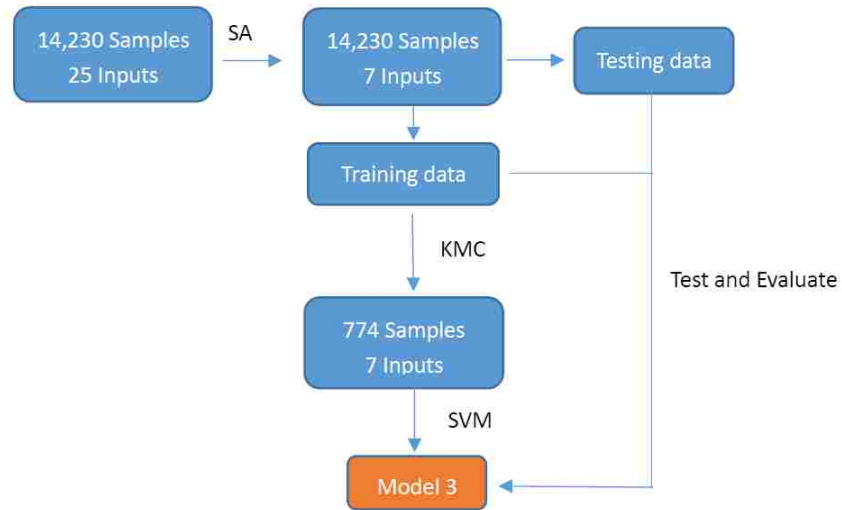 14,230 Samples
25 Inputs
SA
14,230 Samples
7 Inputs
Testing data
Training data
KMC
Test and Evaluate
774 Samples
7 Inputs
SVM
Model 3